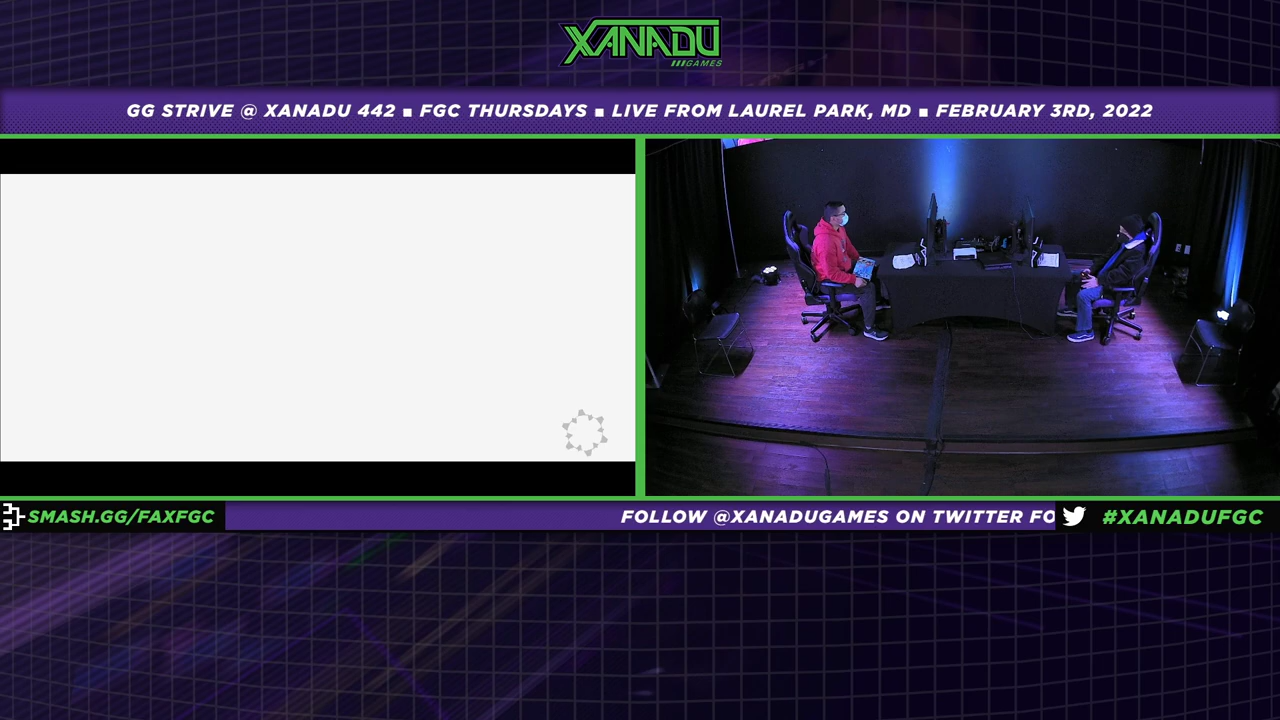 XANADU
GAMES
GG STRIVE @ XANADU 442 ■ FGC THURSDAYS ■ LIVE FROM LAUREL PARK, MD ■ FEBRUARY 3RD, 2022
SMASH.GG/FAXFGC
FOLLOW @XANADUGAMES ON TWITTER FO
#XANADUFGC